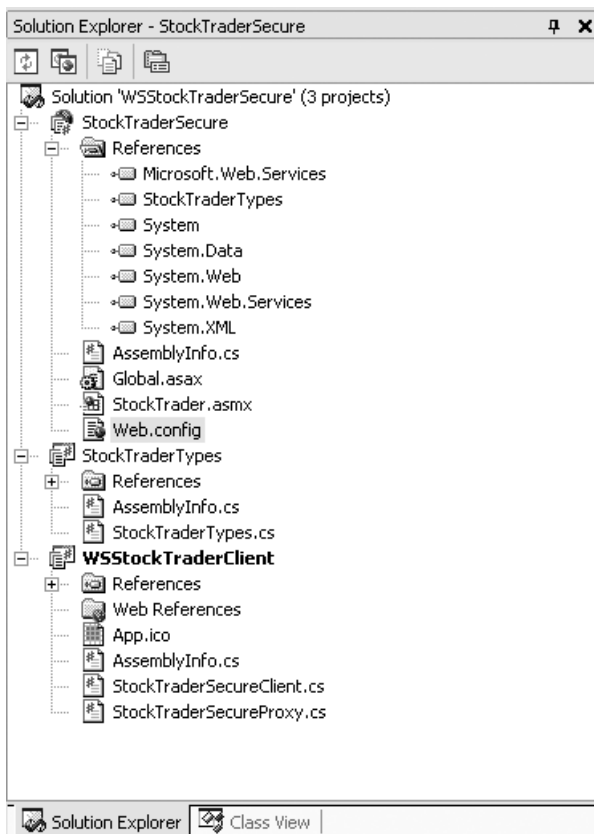 Solution Explorer - StockTraderSecure
Solution 'WSStockTraderSecure' (3 projects)
StockTraderSecure
References
Microsoft.Web.Services
StockTraderTypes
System
System.Data
System.Web
System.Web.Services
System.XML
AssemblyInfo.cs
Global.asax
StockTrader.asmx
Web.config
StockTraderTypes
References
AssemblyInfo.cs
StockTraderTypes.cs
WSStockTraderClient
References
Web References
App.ico
AssemblyInfo.cs
StockTraderSecureClient.cs
StockTraderSecureProxy.cs
Solution Explorer Class View